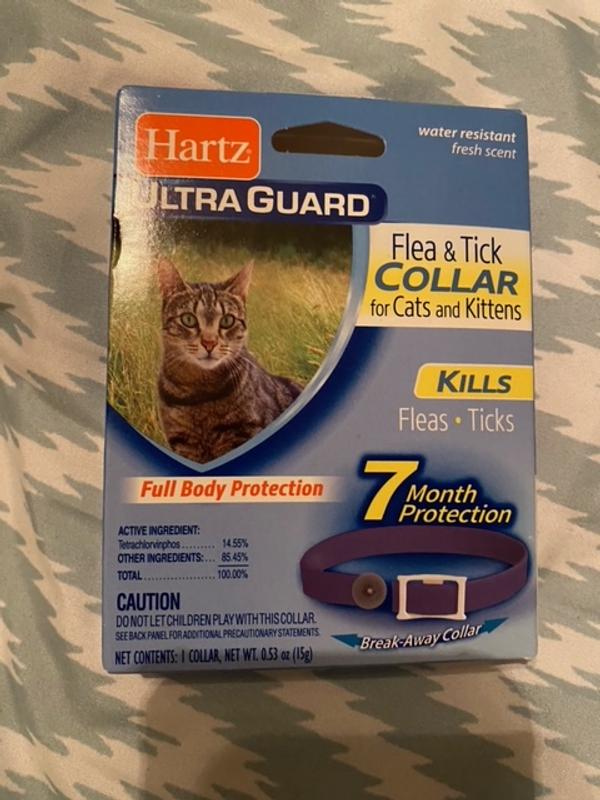 Hartz
water resistant
fresh scent
ULTRA GUARD
Flea & Tick
COLLAR
for Cats and Kittens
KILLS
Fleas • Ticks
Full Body Protection
7 Month
Protection
ACTIVE INGREDIENT:
Tetrachlorvinphos ........ 14.55%
OTHER INGREDIENTS: ... 85.45%
TOTAL .................. 100.00%
CAUTION
DO NOT LET CHILDREN PLAY WITH THIS COLLAR.
SEE BACK PANEL FOR ADDITIONAL PRECAUTIONARY STATEMENTS.
Break-Away Collar
NET CONTENTS: 1 COLLAR, NET WT. 0.53 oz (15g)